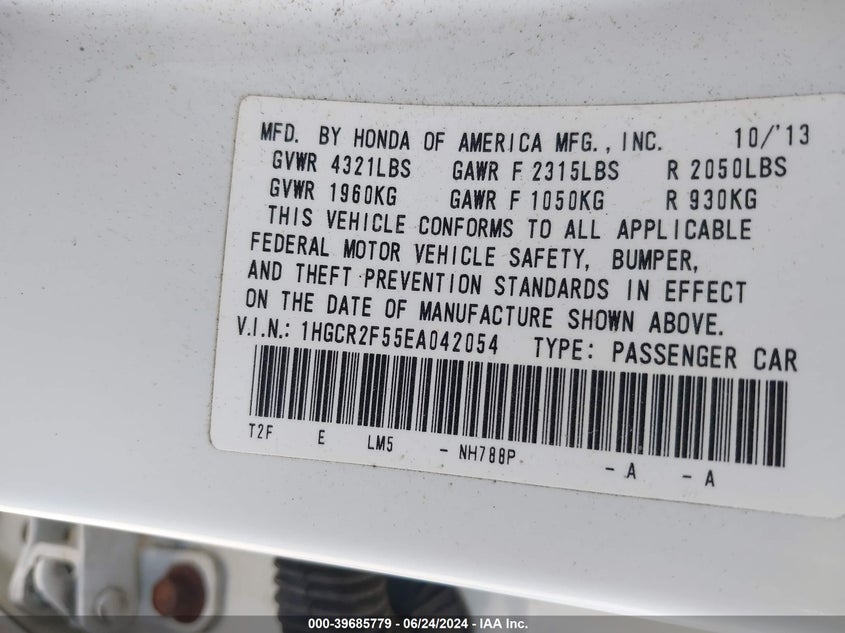 MFD. BY HONDA OF AMERICA MFG., INC. 10/'13
GVWR 4321LBS GAWR F 2315LBS R 2050LBS
GVWR 1960KG GAWR F 1050KG R 930KG
THIS VEHICLE CONFORMS TO ALL APPLICABLE
FEDERAL MOTOR VEHICLE SAFETY, BUMPER,
AND THEFT PREVENTION STANDARDS IN EFFECT
ON THE DATE OF MANUFACTURE SHOWN ABOVE.
V.I.N.: 1HGCR2F55EA042054 TYPE: PASSENGER CAR
T2F E LM5 - NH788P - A - A
000-39685779 - 06/24/2024 - IAA Inc.